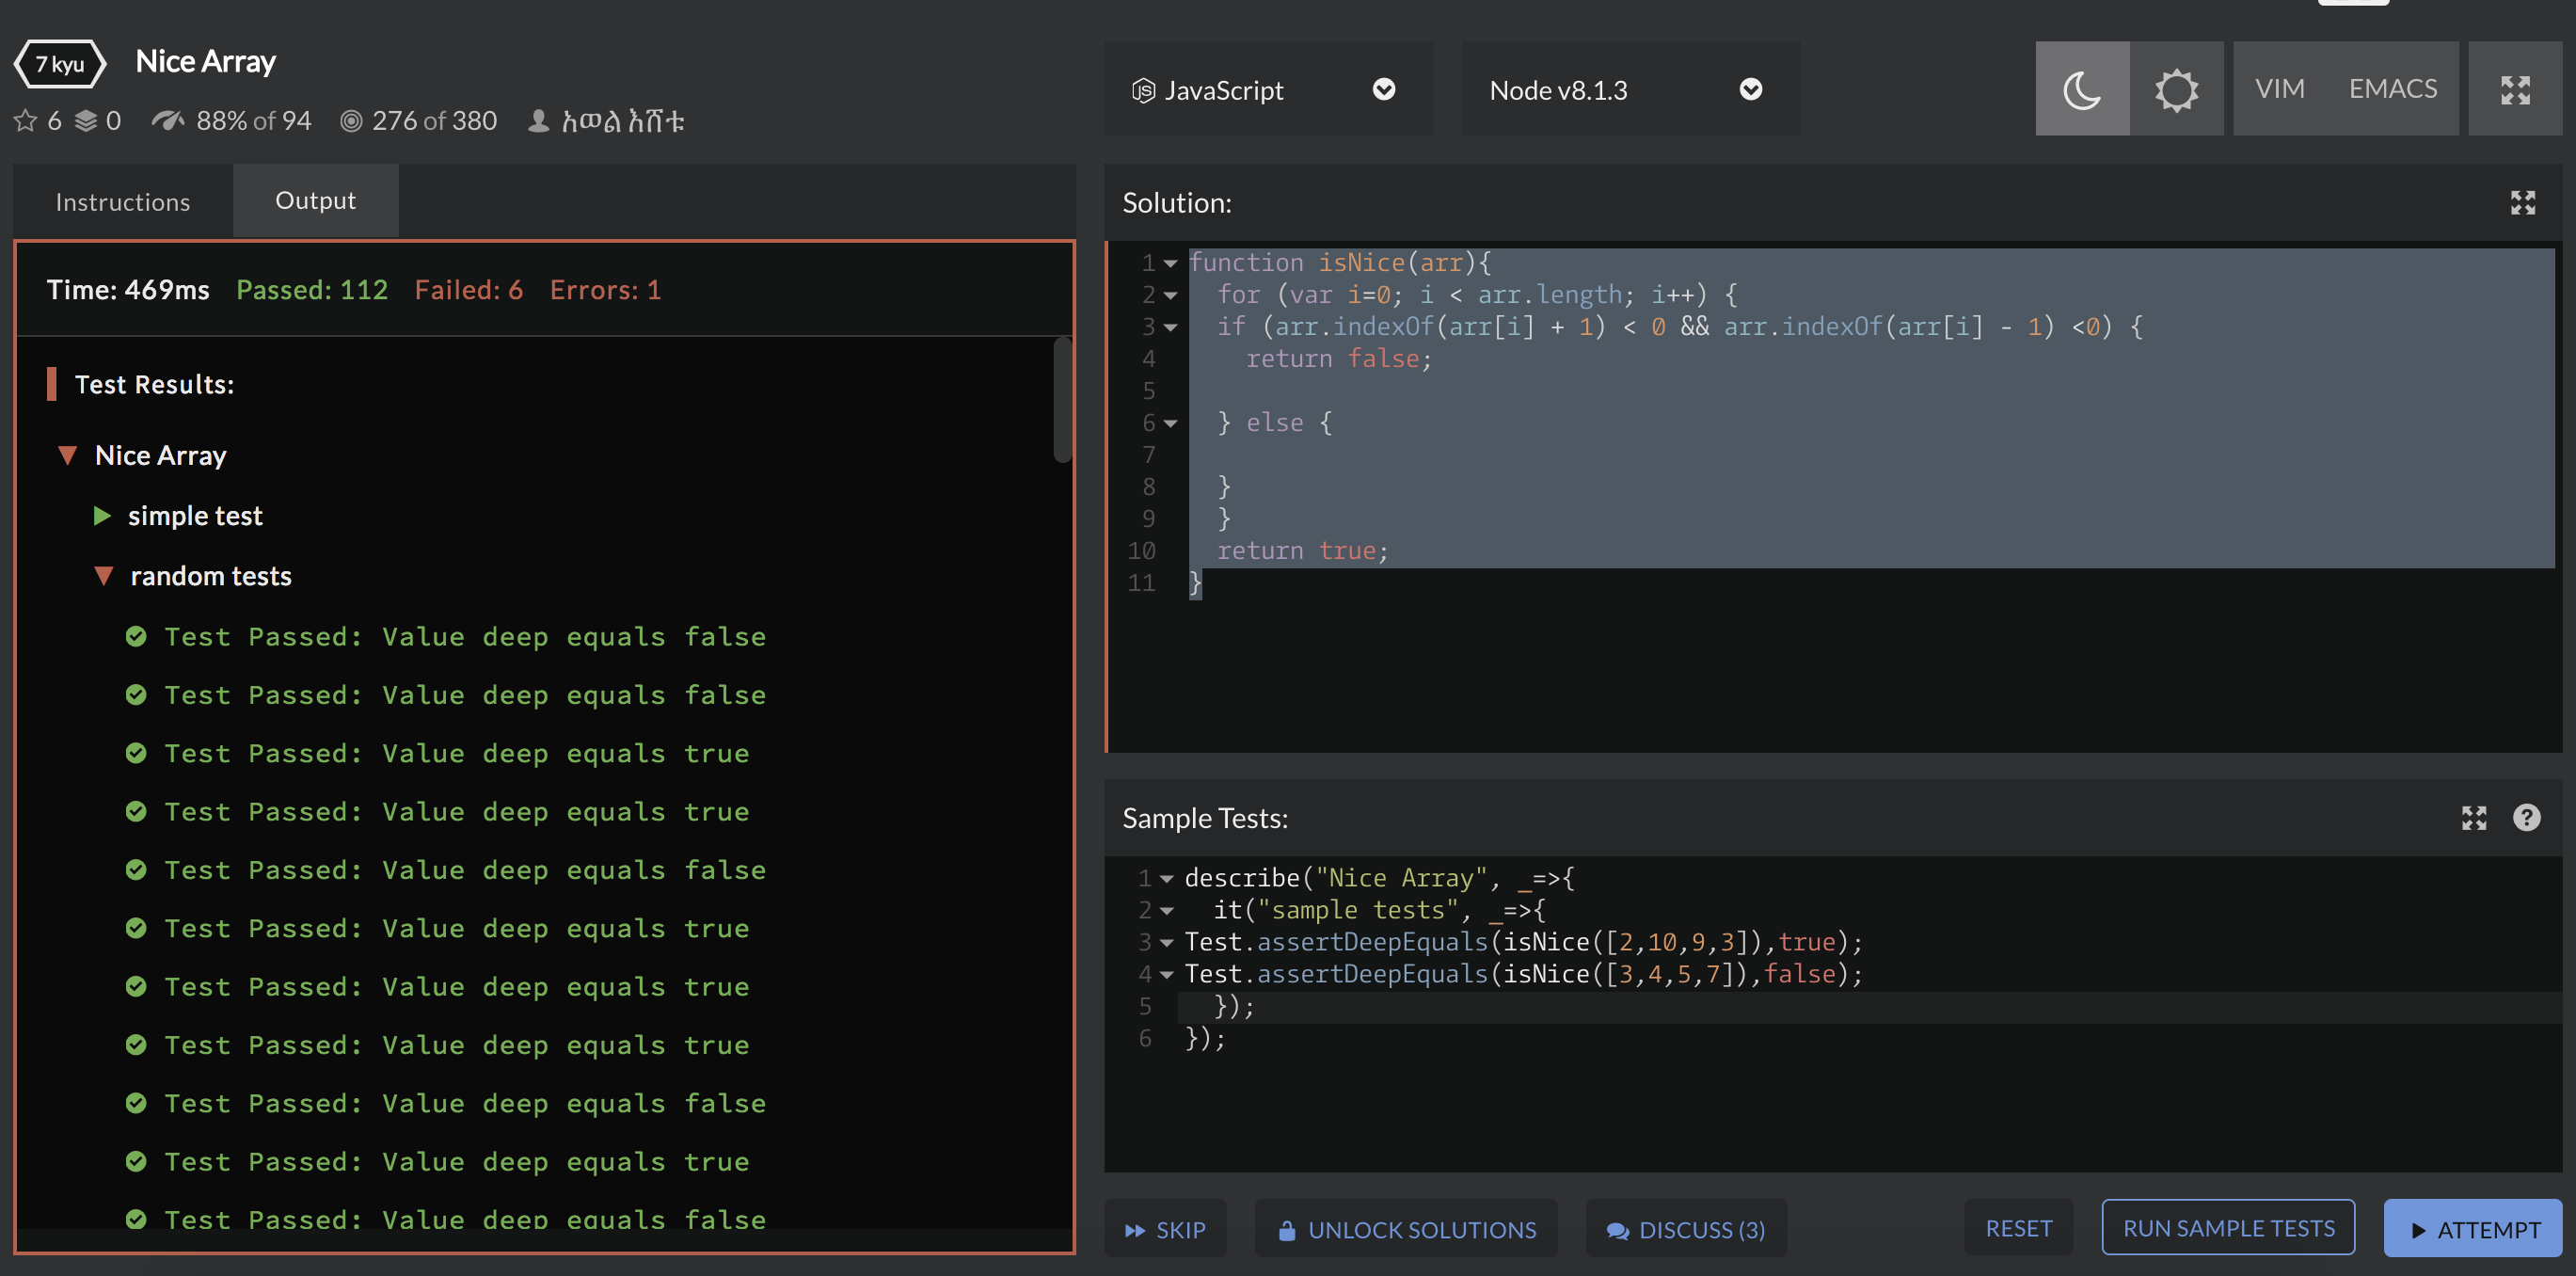 7 kyu Nice Array
6 0 88% of 94 276 of 380 አወል እሸቱ
JavaScript Node v8.1.3 VIM EMACS
Instructions Output
Time: 469ms Passed: 112 Failed: 6 Errors: 1
Test Results:
Nice Array
simple test
random tests
Test Passed: Value deep equals false
Test Passed: Value deep equals false
Test Passed: Value deep equals true
Test Passed: Value deep equals true
Test Passed: Value deep equals false
Test Passed: Value deep equals true
Test Passed: Value deep equals true
Test Passed: Value deep equals true
Test Passed: Value deep equals false
Test Passed: Value deep equals true
Test Passed: Value deep equals false
Solution:
1 function isNice(arr){
2 for (var i=0; i < arr.length; i++) {
3 if (arr.indexOf(arr[i] + 1) < 0 && arr.indexOf(arr[i] - 1) <0) {
4 return false;
5
6 } else {
7
8 }
9 }
10 return true;
11 }
Sample Tests:
1 describe("Nice Array", _=>{
2 it("sample tests", _=>{
3 Test.assertDeepEquals(isNice([2,10,9,3]),true);
4 Test.assertDeepEquals(isNice([3,4,5,7]),false);
5 });
6 });
SKIP UNLOCK SOLUTIONS DISCUSS (3) RESET RUN SAMPLE TESTS ATTEMPT